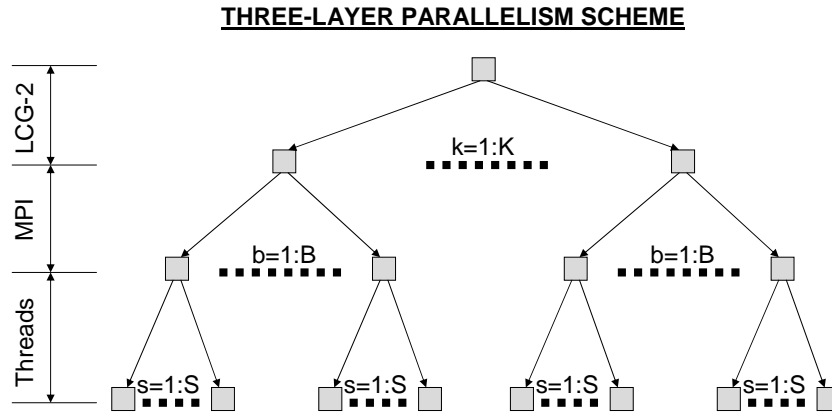 THREE-LAYER PARALLELISM SCHEME
LCG-2
k=1:K
MPI
b=1:B
b=1:B
Threads
s=1:S
s=1:S
s=1:S
s=1:S